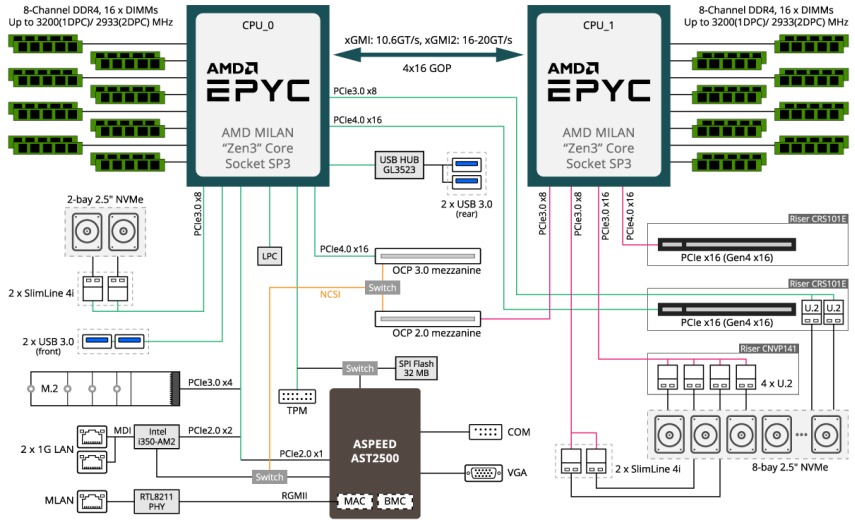 8-Channel DDR4, 16 x DIMMs
Up to 3200(1DPC)/ 2933(2DPC) MHz
CPU_0
AMD
EPYC
AMD MILAN
“Zen3” Core
Socket SP3
xGMI: 10.6GT/s, xGMI2: 16-20GT/s
4x16 GOP
CPU_1
AMD
EPYC
AMD MILAN
“Zen3” Core
Socket SP3
8-Channel DDR4, 16 x DIMMs
Up to 3200(1DPC)/ 2933(2DPC) MHz
PCIe3.0 x8
PCIe4.0 x16
USB HUB
GL3523
2 x USB 3.0
(rear)
PCIe3.0 x8
PCIe3.0 x8
PCIe3.0 x8
PCIe3.0 x16
PCIe4.0 x16
2-bay 2.5" NVMe
2 x SlimLine 4i
LPC
PCIe4.0 x16
OCP 3.0 mezzanine
NCSI
Switch
OCP 2.0 mezzanine
Riser CRS101E
PCIe x16 (Gen4 x16)
Riser CRS101E
PCIe x16 (Gen4 x16)
U.2
U.2
2 x USB 3.0
(front)
Riser CNVP141
4 x U.2
M.2
PCIe3.0 x4
Switch
SPI Flash
32 MB
TPM
2 x 1G LAN
MDI
Intel
i350-AM2
PCIe2.0 x2
PCIe2.0 x1
Switch
ASPEED
AST2500
COM
VGA
2 x SlimLine 4i
8-bay 2.5" NVMe
MLAN
RTL8211
PHY
RGMII
MAC
BMC